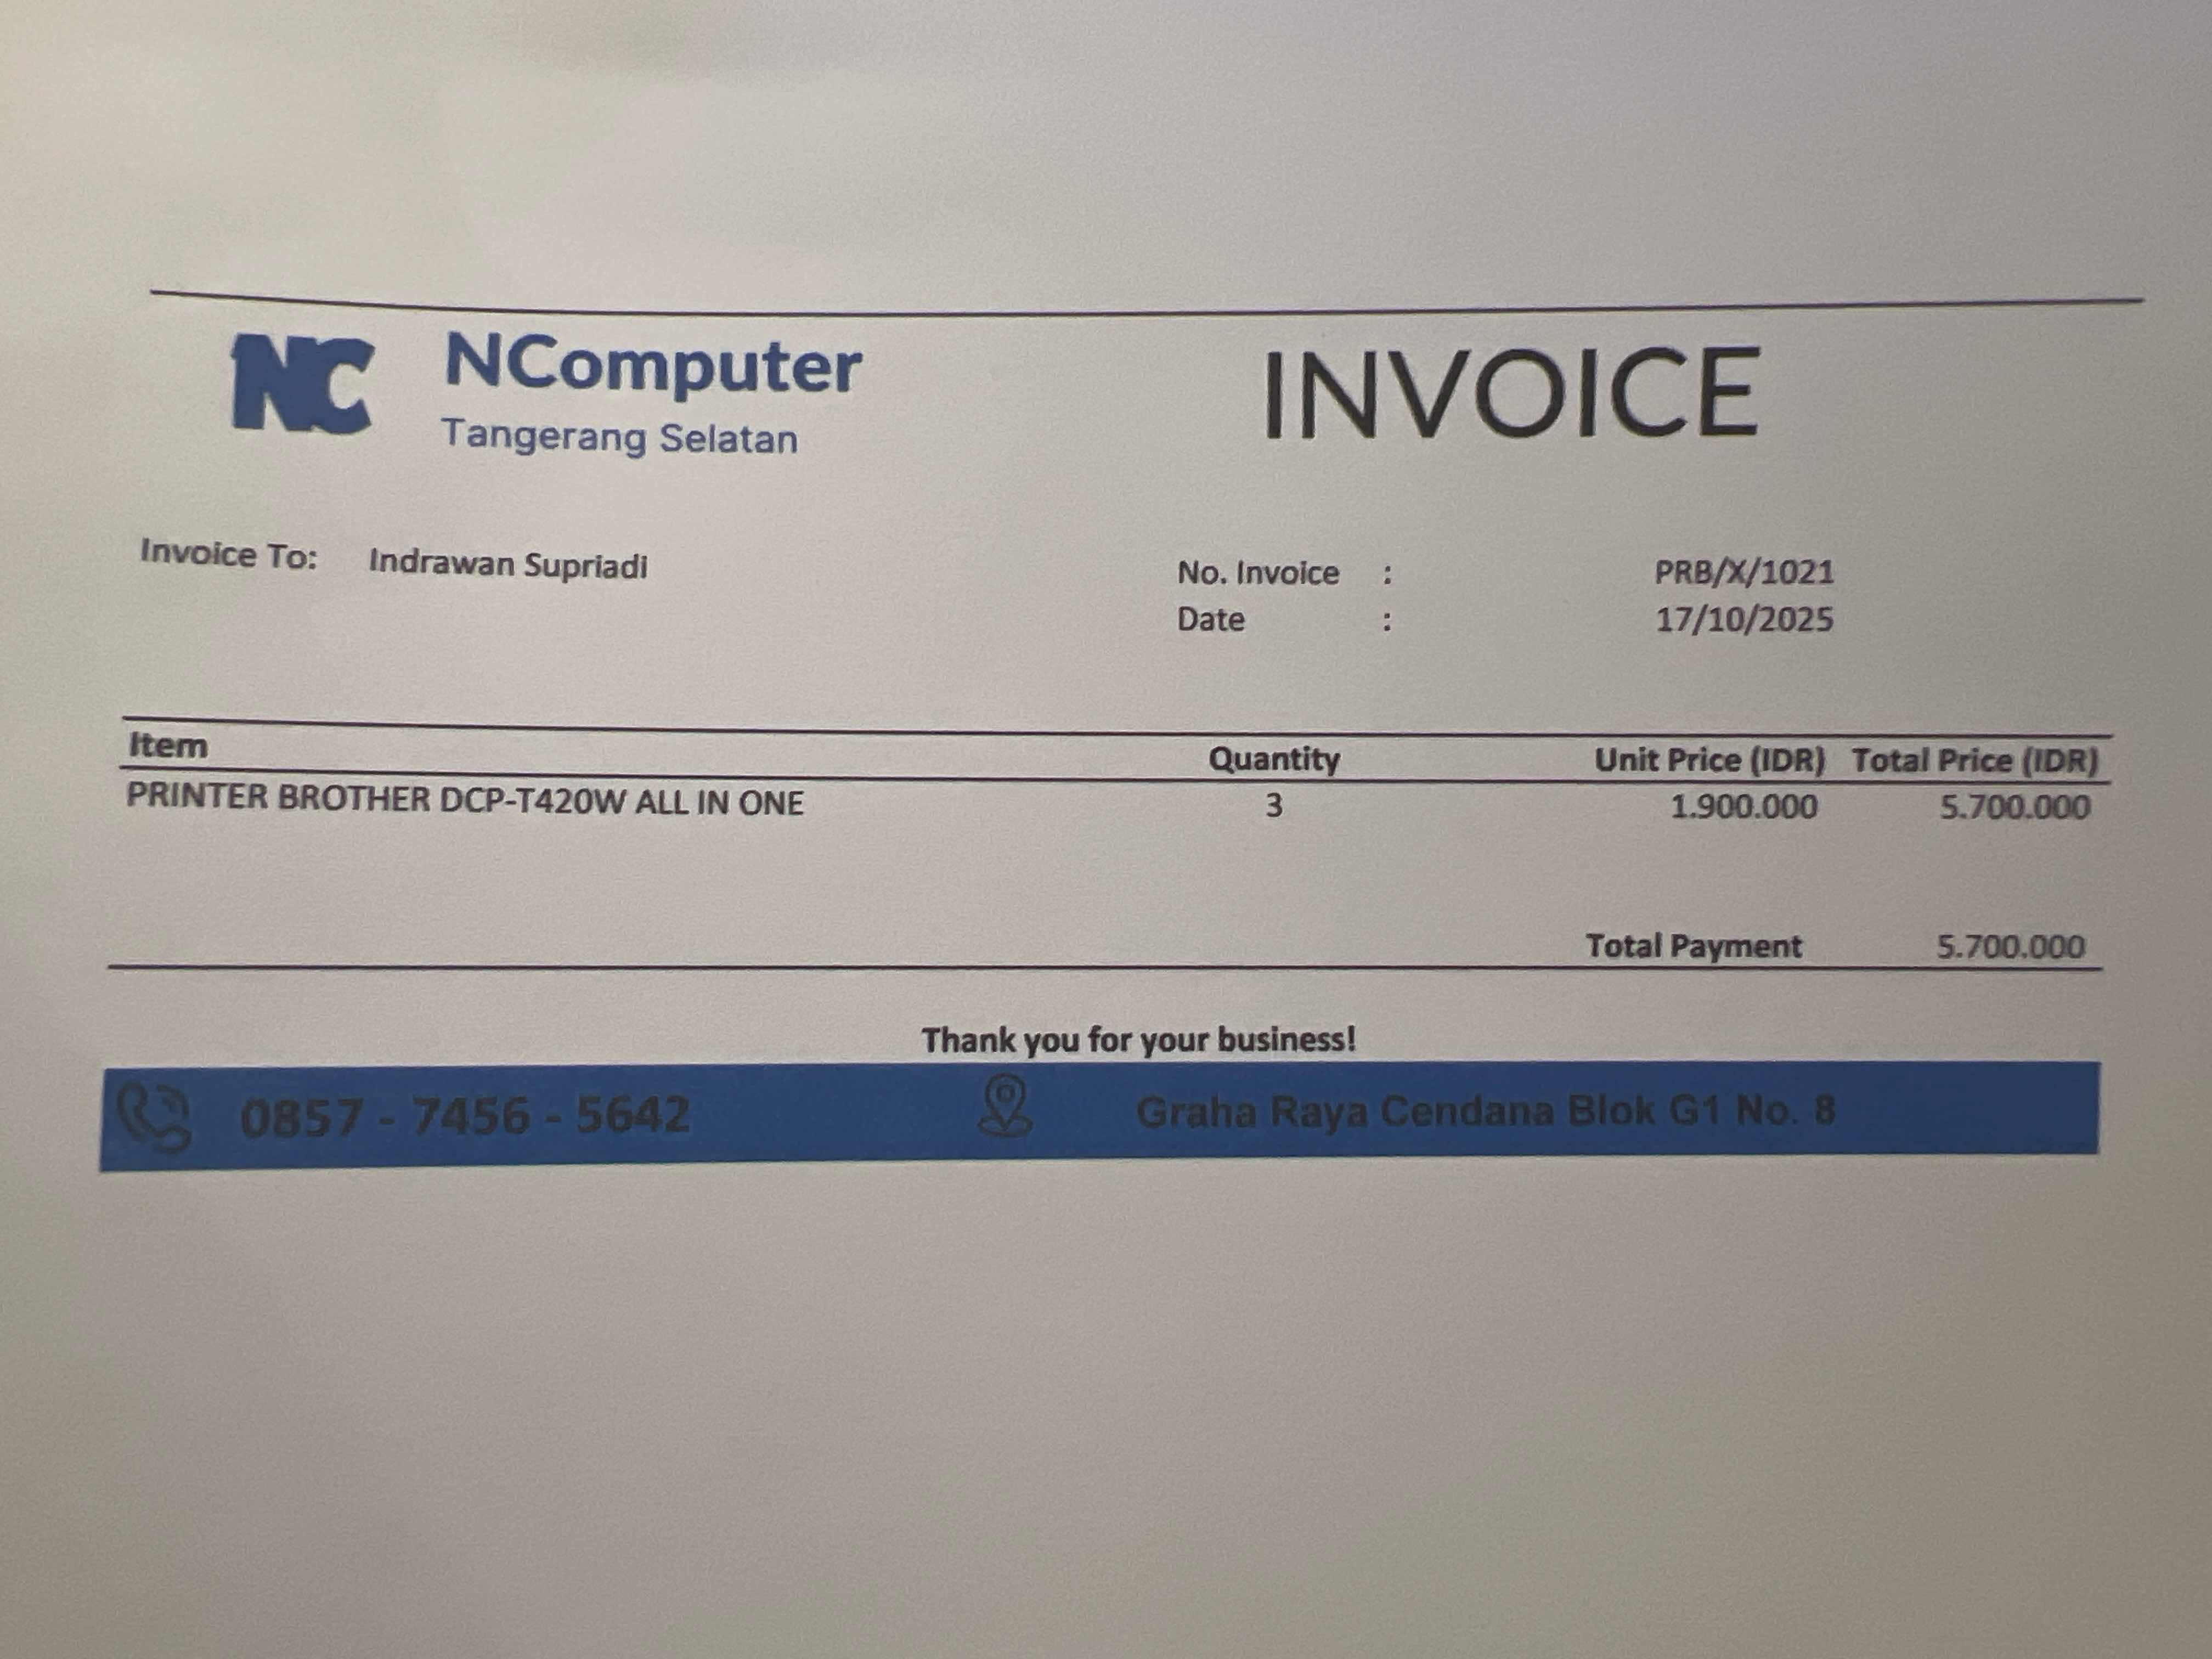 NC NComputer INVOICE
Tangerang Selatan
Invoice To: Indrawan Supriadi
No. Invoice : PRB/X/1021
Date : 17/10/2025
Item Quantity Unit Price (IDR) Total Price (IDR)
PRINTER BROTHER DCP-T420W ALL IN ONE 3 1.900.000 5.700.000
Total Payment 5.700.000
Thank you for your business!
0857 - 7456 - 5642 Graha Raya Cendana Blok G1 No. 8